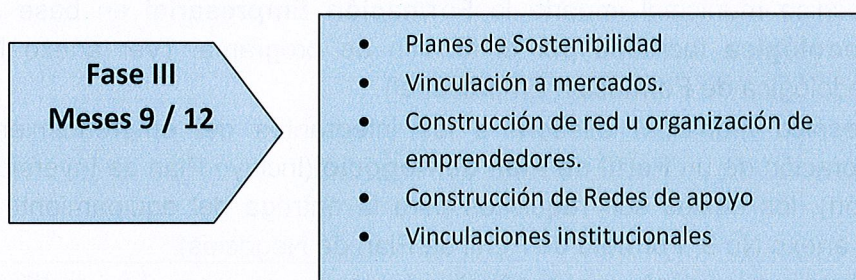 Fase III
Meses 9 / 12
• Planes de Sostenibilidad
• Vinculación a mercados.
• Construcción de red u organización de
emprendedores.
• Construcción de Redes de apoyo
• Vinculaciones institucionales